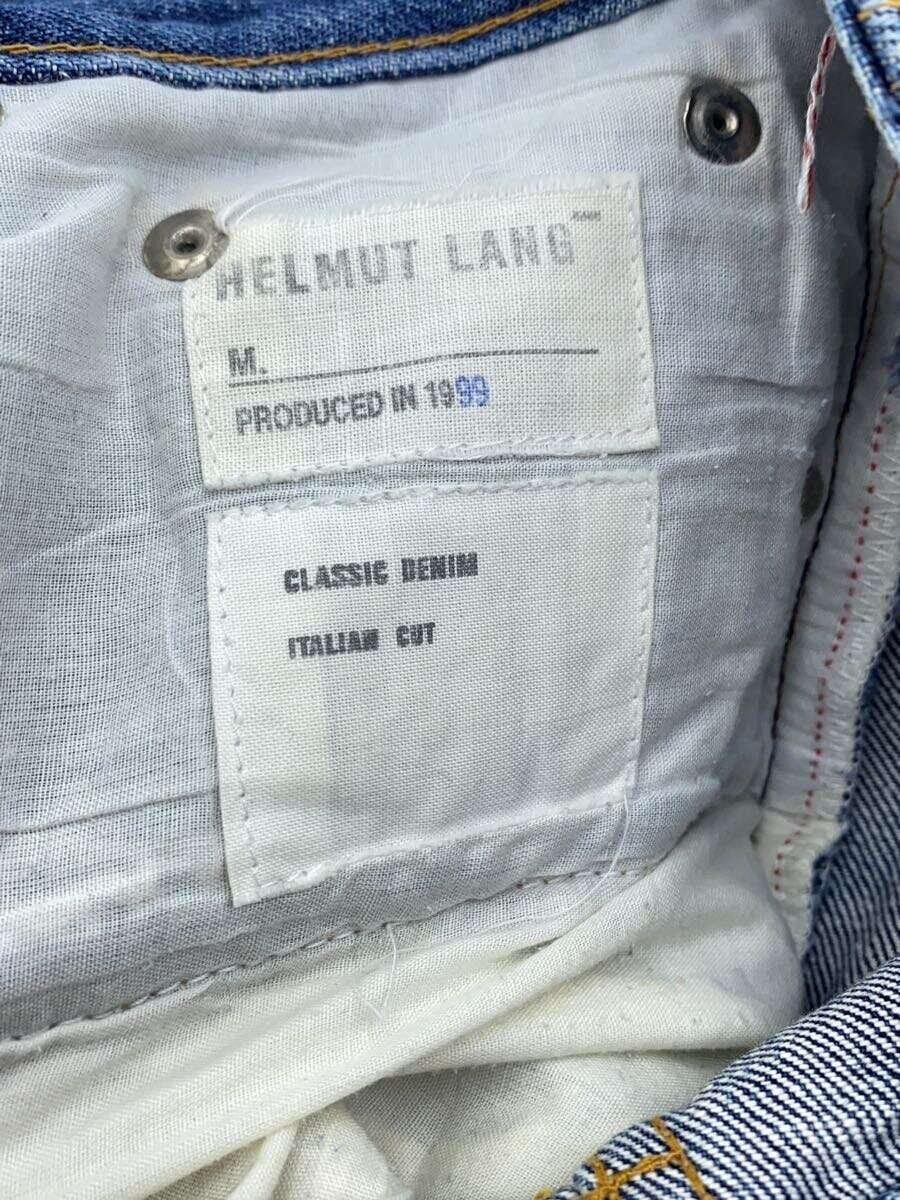 HELMUT LANG
M.
PRODUCED IN 1999
CLASSIC DENIM
ITALIAN CUT